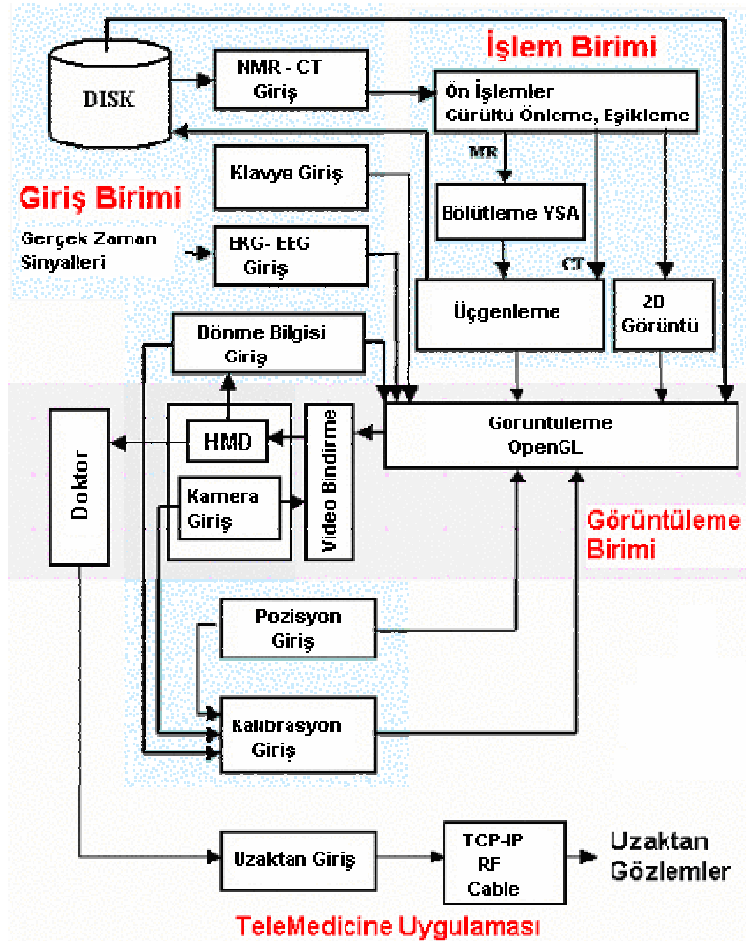 İşlem Birimi
DISK
NMR - CT
Giriş
Ön İşlemler
Gürültü Önleme, Eşikleme
MR
Klavye Giriş
Giriş Birimi
Bölütleme YSA
Gerçek Zaman
Sinyalleri
EKG- EEG
Giriş
CT
Üçgenleme
2D
Görüntü
Dönme Bilgisi
Giriş
Goruntuleme
OpenGL
Doktor
HMD
Kamera
Giriş
Video Bindirme
Görüntüleme
Birimi
Pozisyon
Giriş
Kalibrasyon
Giriş
Uzaktan Giriş
TCP-IP
RF
Cable
Uzaktan
Gözlemler
TeleMedicine Uygulaması